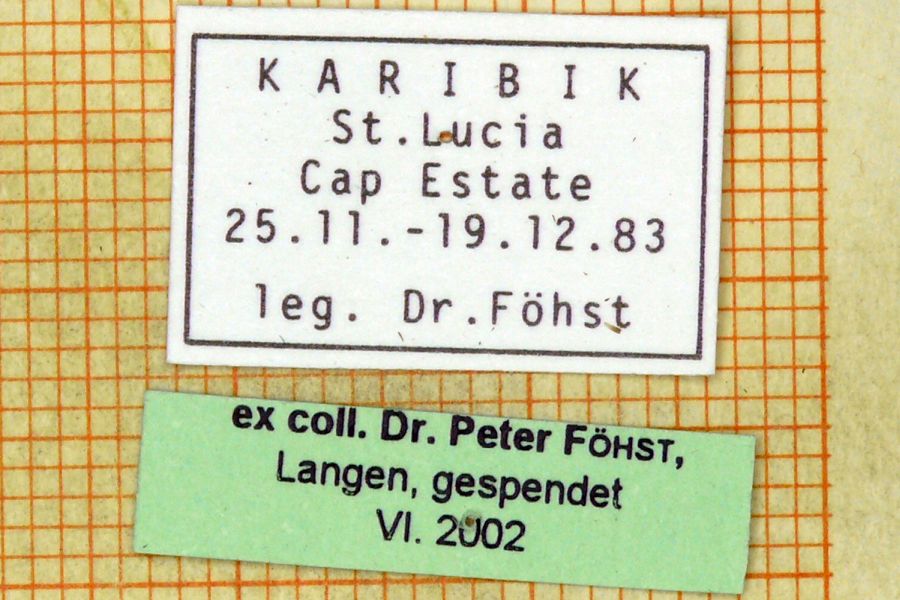 K A R I B I K
St.Lucia
Cap Estate
25.11.-19.12.83
leg. Dr.Föhst
ex coll. Dr. Peter FÖHST,
Langen, gespendet
VI. 2002